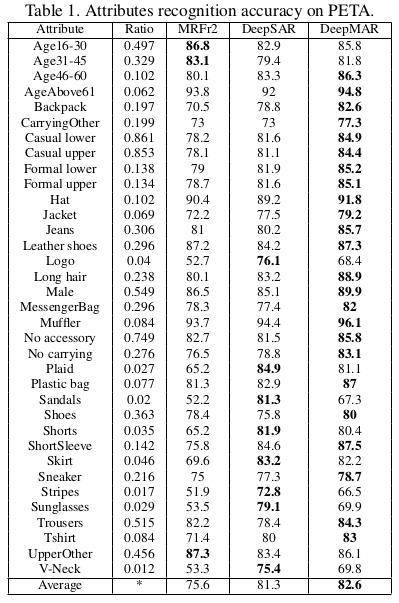 Table 1. Attributes recognition accuracy on PETA.
Attribute Ratio MRFr2 DeepSAR DeepMAR
Age16-30 0.497 86.8 82.9 85.8
Age31-45 0.329 83.1 79.4 81.8
Age46-60 0.102 80.1 83.3 86.3
AgeAbove61 0.062 93.8 92 94.8
Backpack 0.197 70.5 78.8 82.6
CarryingOther 0.199 73 73 77.3
Casual lower 0.861 78.2 81.6 84.9
Casual upper 0.853 78.1 81.1 84.4
Formal lower 0.138 79 81.9 85.2
Formal upper 0.134 78.7 81.6 85.1
Hat 0.102 90.4 89.2 91.8
Jacket 0.069 72.2 77.5 79.2
Jeans 0.306 81 80.2 85.7
Leather shoes 0.296 87.2 84.2 87.3
Logo 0.04 52.7 76.1 68.4
Long hair 0.238 80.1 83.2 88.9
Male 0.549 86.5 85.1 89.9
MessengerBag 0.296 78.3 77.4 82
Muffler 0.084 93.7 94.4 96.1
No accessory 0.749 82.7 81.5 85.8
No carrying 0.276 76.5 78.8 83.1
Plaid 0.027 65.2 84.9 81.1
Plastic bag 0.077 81.3 82.9 87
Sandals 0.02 52.2 81.3 67.3
Shoes 0.363 78.4 75.8 80
Shorts 0.035 65.2 81.9 80.4
ShortSleeve 0.142 75.8 84.6 87.5
Skirt 0.046 69.6 83.2 82.2
Sneaker 0.216 75 77.3 78.7
Stripes 0.017 51.9 72.8 66.5
Sunglasses 0.029 53.5 79.1 69.9
Trousers 0.515 82.2 78.4 84.3
Tshirt 0.084 71.4 80 83
UpperOther 0.456 87.3 83.4 86.1
V-Neck 0.012 53.3 75.4 69.8
Average * 75.6 81.3 82.6